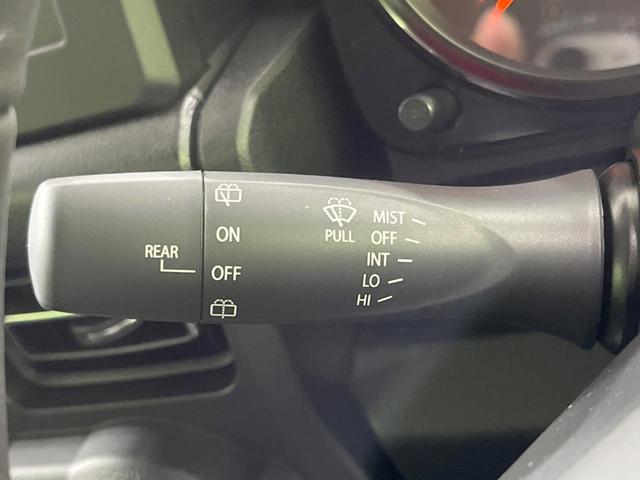 REAR
ON
OFF
PULL
MIST
OFF
INT
LO
HI